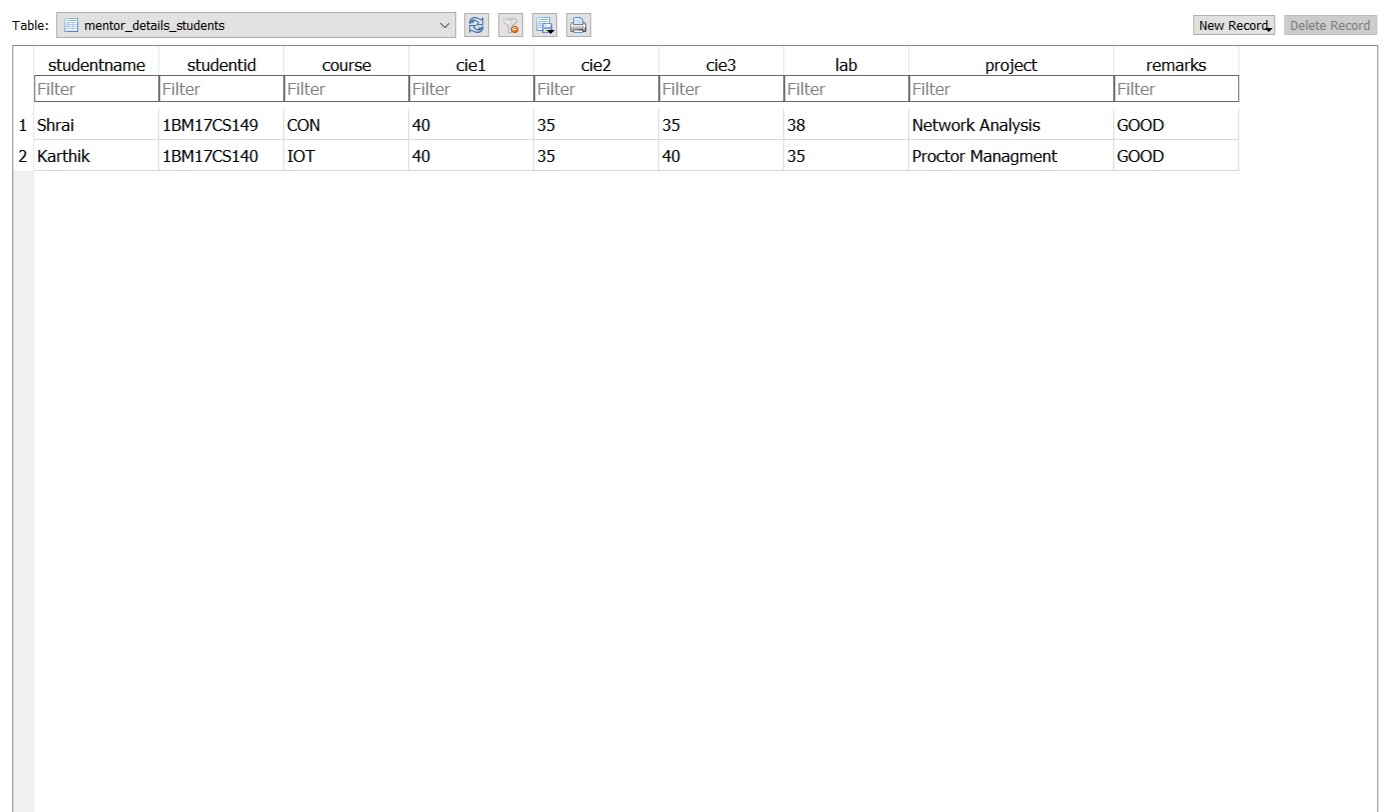 Table: mentor_details_students New Record Delete Record
studentname studentid course cie1 cie2 cie3 lab project remarks
Filter Filter Filter Filter Filter Filter Filter Filter Filter
1 Shrai 1BM17CS149 CON 40 35 35 38 Network Analysis GOOD
2 Karthik 1BM17CS140 IOT 40 35 40 35 Proctor Managment GOOD